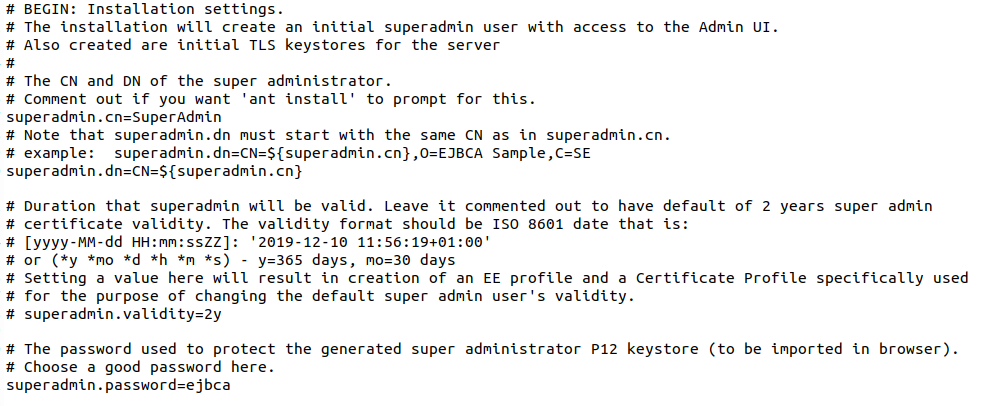 # BEGIN: Installation settings.
# The installation will create an initial superadmin user with access to the Admin UI.
# Also created are initial TLS keystores for the server
#
# The CN and DN of the super administrator.
# Comment out if you want 'ant install' to prompt for this.
superadmin.cn=SuperAdmin
# Note that superadmin.dn must start with the same CN as in superadmin.cn.
# example:  superadmin.dn=CN=${superadmin.cn},O=EJBCA Sample,C=SE
superadmin.dn=CN=${superadmin.cn}

# Duration that superadmin will be valid. Leave it commented out to have default of 2 years super admin
# certificate validity. The validity format should be ISO 8601 date that is:
# [yyyy-MM-dd HH:mm:ssZZ]: '2019-12-10 11:56:19+01:00'
# or (*y *mo *d *h *m *s) - y=365 days, mo=30 days
# Setting a value here will result in creation of an EE profile and a Certificate Profile specifically used
# for the purpose of changing the default super admin user's validity.
# superadmin.validity=2y

# The password used to protect the generated super administrator P12 keystore (to be imported in browser).
# Choose a good password here.
superadmin.password=ejbca